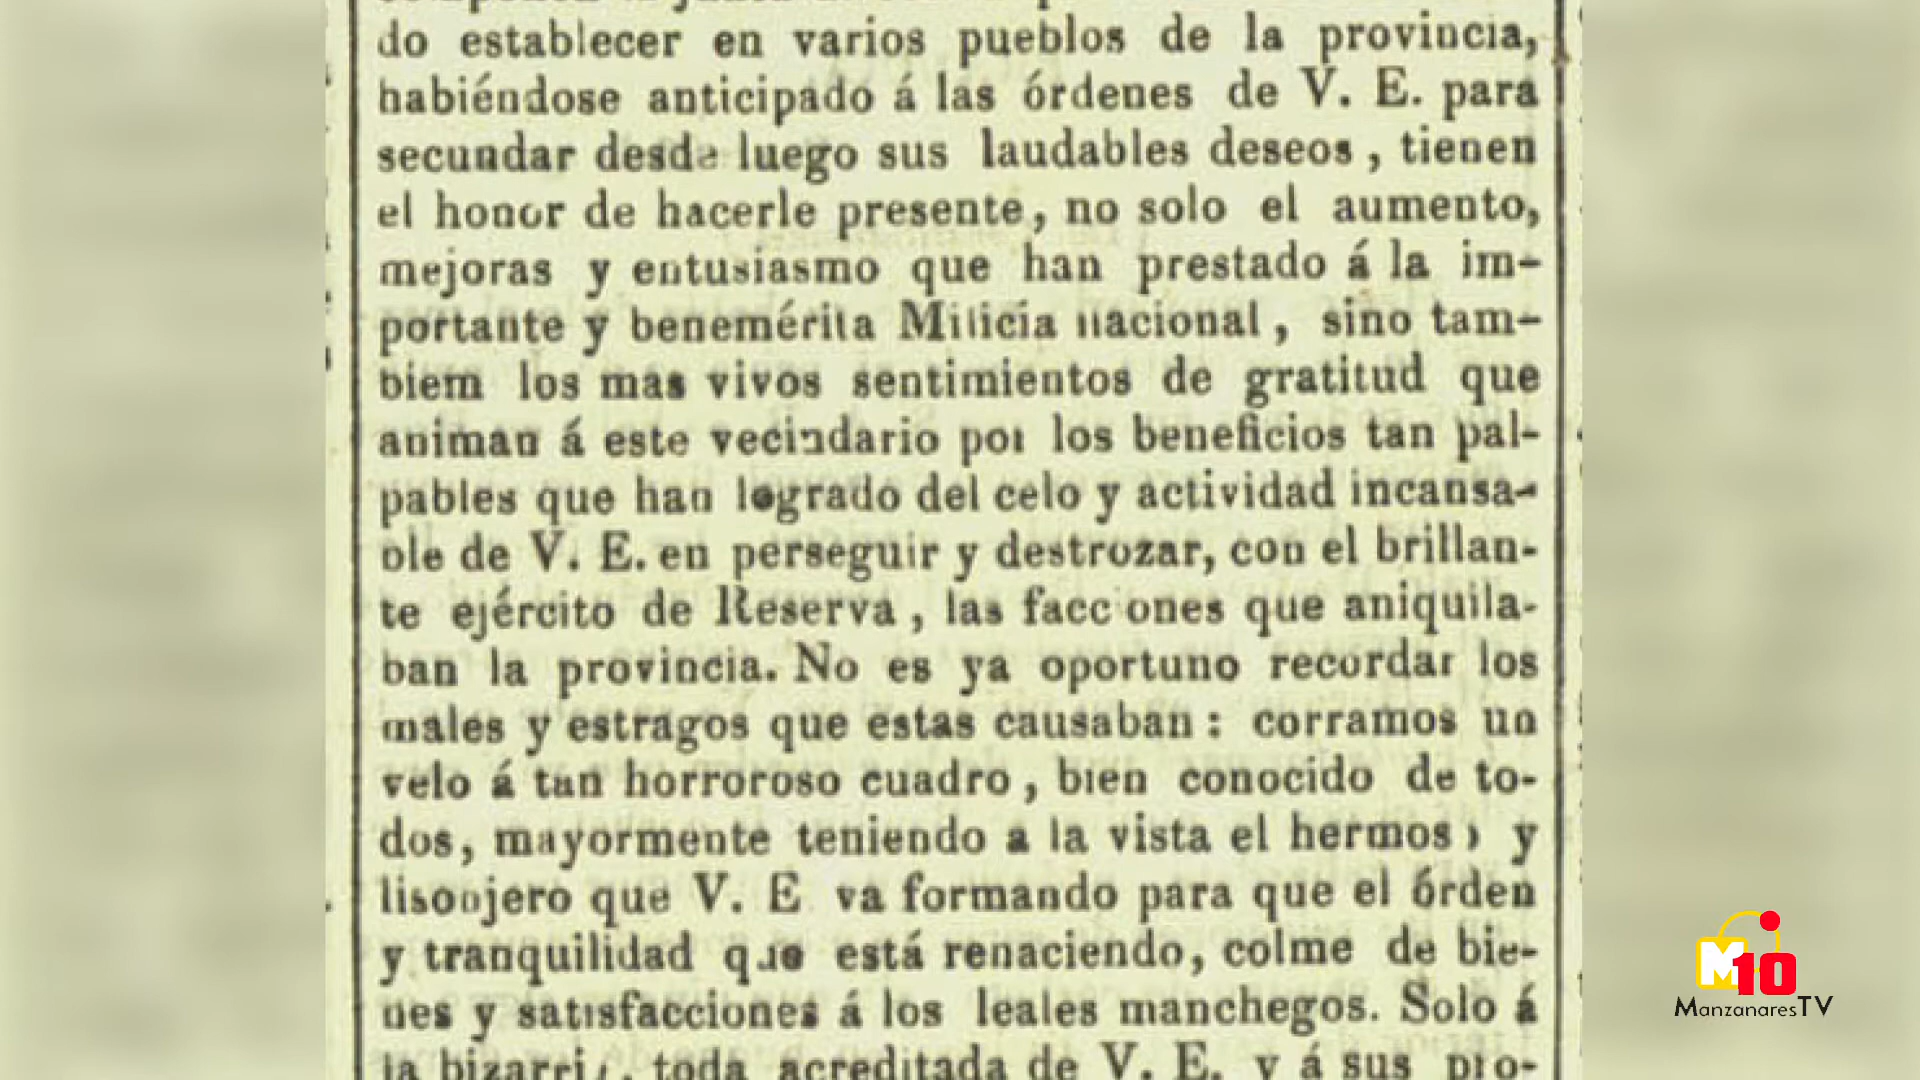 do establecer en varios pueblos de la provincia,
habiéndose anticipado á las órdenes de V. E. para
secundar desde luego sus laudables deseos, tienen
el honor de hacerle presente, no solo el aumento,
mejoras y entusiasmo que han prestado á la im-
portante y benemérita Milicia nacional, sino tam-
biem los mas vivos sentimientos de gratitud que
animan á este vecindario por los beneficios tan pal-
pables que han logrado del celo y actividad incansa-
ble de V. E. en perseguir y destrozar, con el brillan-
te ejército de Reserva, las facciones que aniquila-
ban la provincia. No es ya oportuno recordar los
males y estragos que estas causaban: corramos un
velo á tan horroroso cuadro, bien conocido de to-
dos, mayormente teniendo a la vista el hermoso y
lisonjero que V. E va formando para que el órden
y tranquilidad que está renaciendo, colme de bie-
nes y satisfacciones á los leales manchegos. Solo á
la toda acreditada de V. E. y á sus pro-
M10
ManzanaresTV